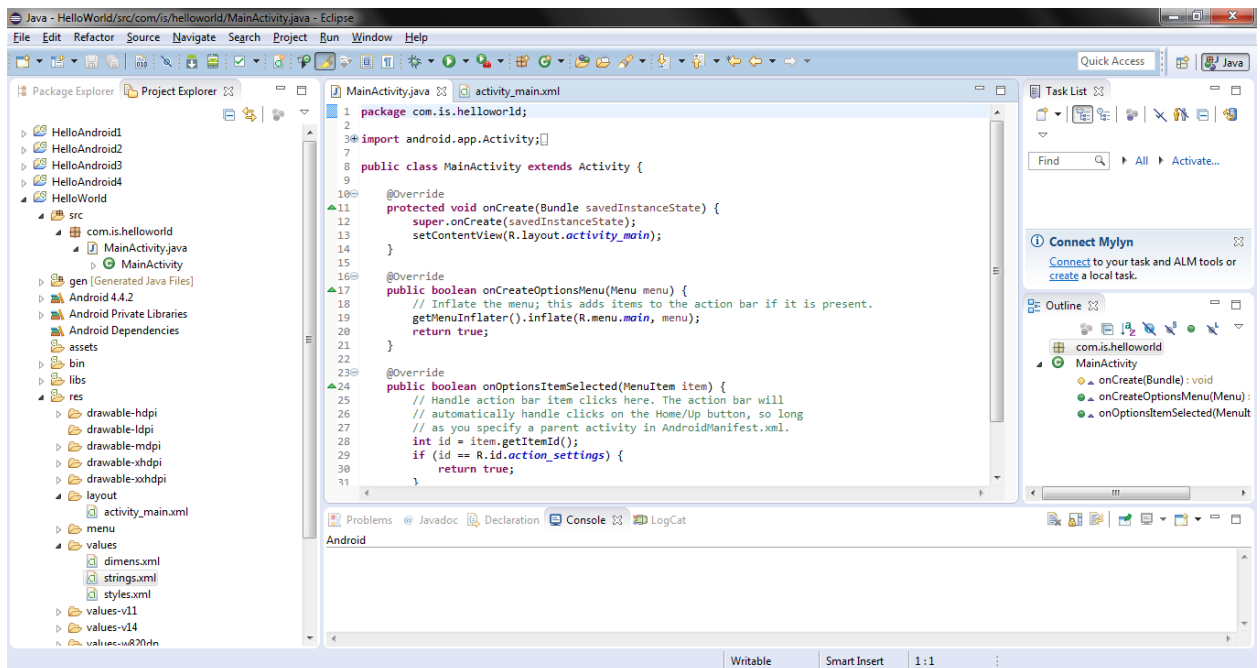 Java - HelloWorld/src/com/is/helloworld/MainActivity.java - Eclipse
File Edit Refactor Source Navigate Search Project Run Window Help
Quick Access
Java
Package Explorer Project Explorer
HelloAndroid1
HelloAndroid2
HelloAndroid3
HelloAndroid4
HelloWorld
src
com.is.helloworld
MainActivity.java
MainActivity
gen [Generated Java Files]
Android 4.4.2
Android Private Libraries
Android Dependencies
assets
bin
libs
res
drawable-hdpi
drawable-ldpi
drawable-mdpi
drawable-xhdpi
drawable-xxhdpi
layout
activity_main.xml
menu
values
dimens.xml
strings.xml
styles.xml
values-v11
values-v14
values-w820dp
MainActivity.java activity_main.xml
1 package com.is.helloworld;
2
3 import android.app.Activity;
7
8 public class MainActivity extends Activity {
9
10 @Override
11 protected void onCreate(Bundle savedInstanceState) {
12 super.onCreate(savedInstanceState);
13 setContentView(R.layout.activity_main);
14 }
15
16 @Override
17 public boolean onCreateOptionsMenu(Menu menu) {
18 // Inflate the menu; this adds items to the action bar if it is present.
19 getMenuInflater().inflate(R.menu.main, menu);
20 return true;
21 }
22
23 @Override
24 public boolean onOptionsItemSelected(MenuItem item) {
25 // Handle action bar item clicks here. The action bar will
26 // automatically handle clicks on the Home/Up button, so long
27 // as you specify a parent activity in AndroidManifest.xml.
28 int id = item.getItemId();
29 if (id == R.id.action_settings) {
30 return true;
31 }
Problems @ Javadoc Declaration Console LogCat
Android
Task List
Find All Activate...
Connect Mylyn
Connect to your task and ALM tools or
create a local task.
Outline
com.is.helloworld
MainActivity
onCreate(Bundle) : void
onCreateOptionsMenu(Menu) :
onOptionsItemSelected(MenuIt
Writable Smart Insert 1 : 1